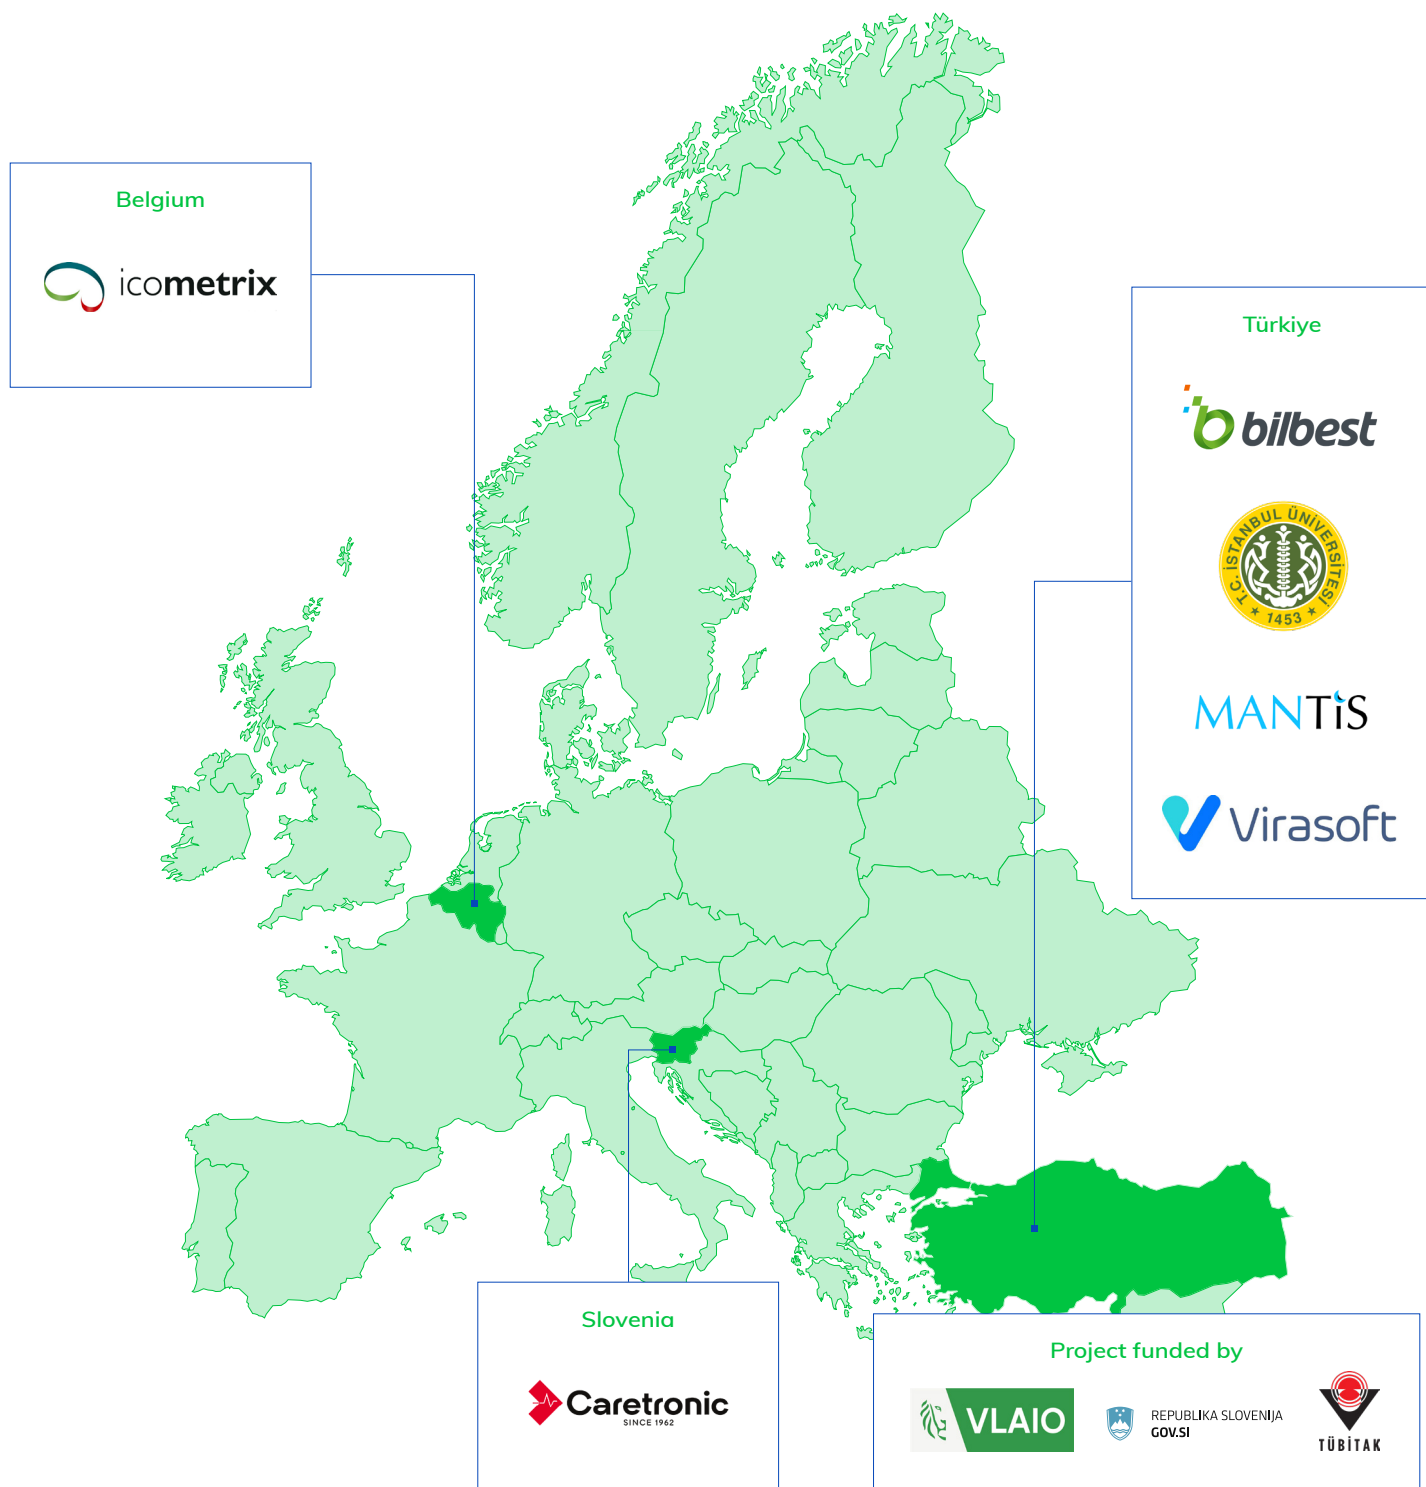 Belgium
icometrix
Türkiye
bilbest
T.C. İSTANBUL ÜNİVERSİTESİ
★ 1453 ★
MANTiS
Virasoft
Slovenia
Caretronic
SINCE 1962
Project funded by
VLAIO
REPUBLIKA SLOVENIJA
GOV.SI
TÜBİTAK